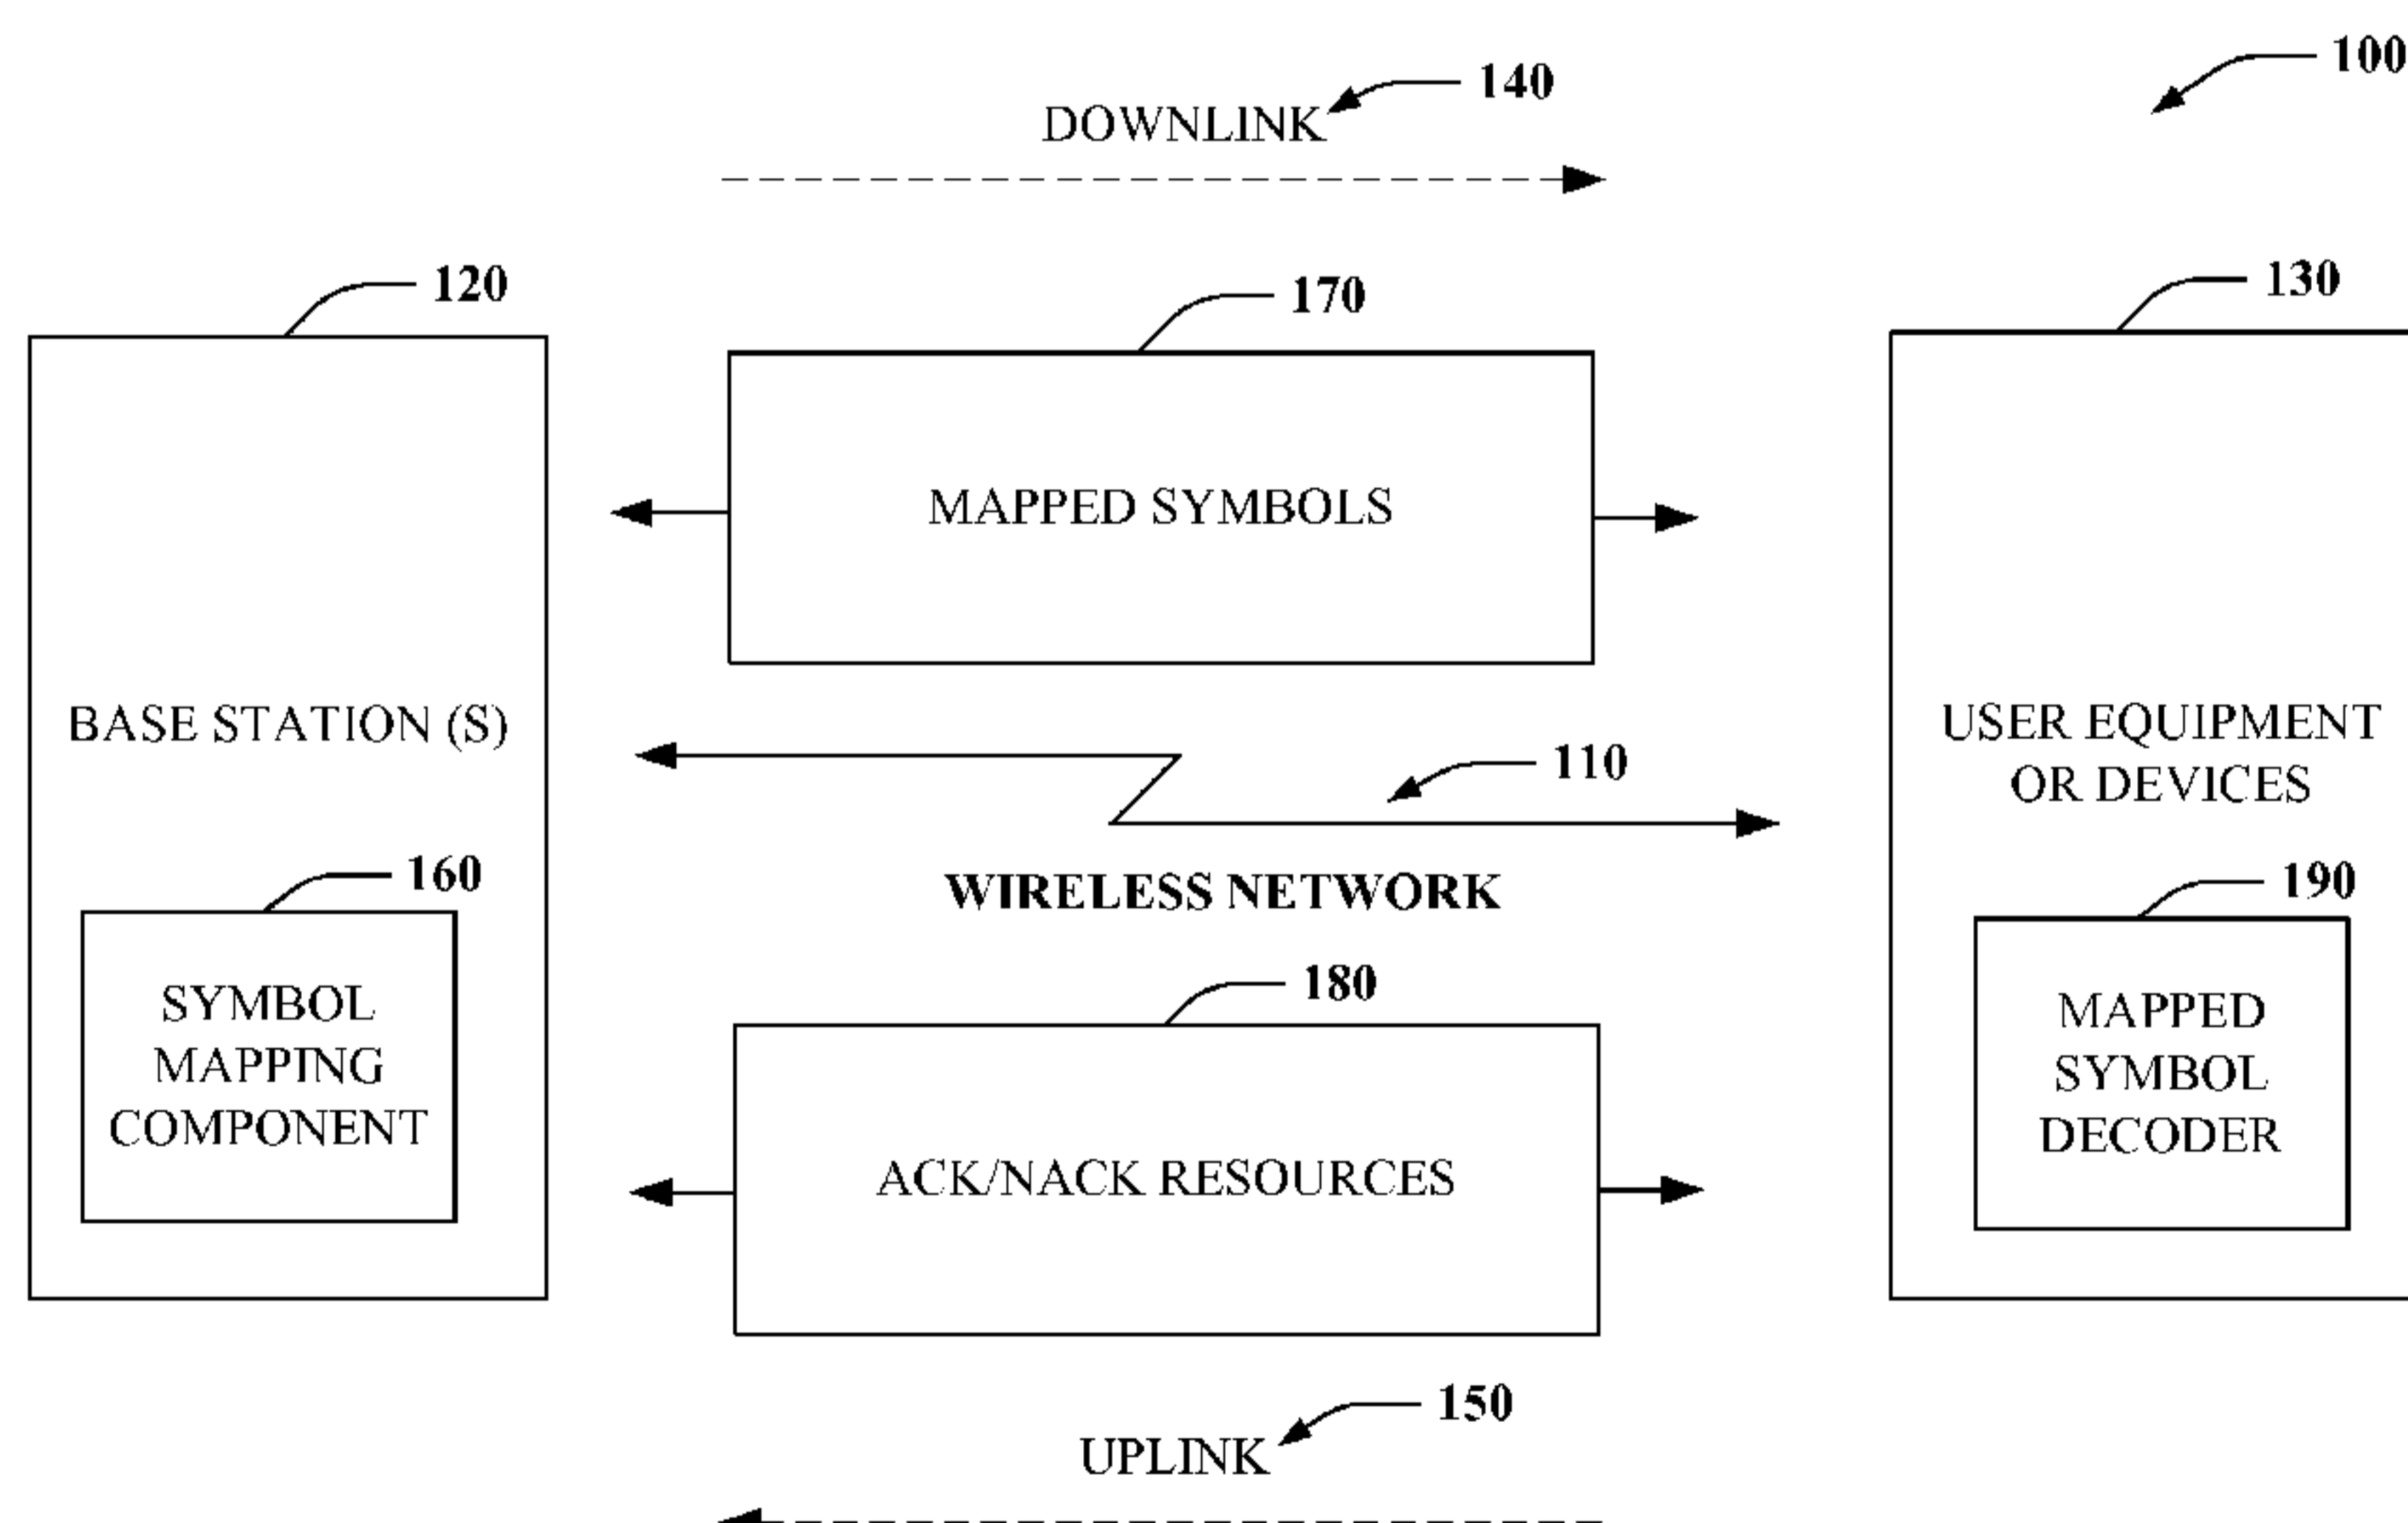 100
DOWNLINK 140
120
170
130
MAPPED SYMBOLS
BASE STATION (S)
USER EQUIPMENT
OR DEVICES
110
WIRELESS NETWORK
160
SYMBOL
MAPPING
COMPONENT
190
MAPPED
SYMBOL
DECODER
180
ACK/NACK RESOURCES
UPLINK 150